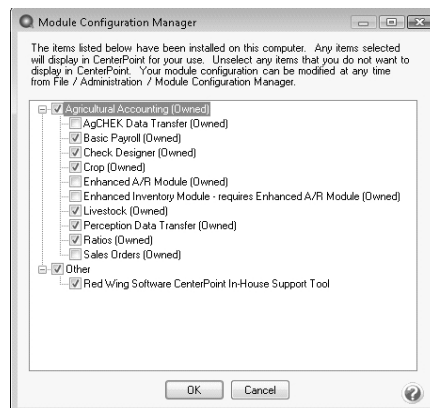 Module Configuration Manager
The items listed below have been installed on this computer. Any items selected
will display in CenterPoint for your use. Unselect any items that you do not want to
display in CenterPoint. Your module configuration can be modified at any time
from File / Administration / Module Configuration Manager.
Agricultural Accounting (Owned)
AgCHEK Data Transfer (Owned)
Basic Payroll (Owned)
Check Designer (Owned)
Crop (Owned)
Enhanced A/R Module (Owned)
Enhanced Inventory Module - requires Enhanced A/R Module (Owned)
Livestock (Owned)
Perception Data Transfer (Owned)
Ratios (Owned)
Sales Orders (Owned)
Other
Red Wing Software CenterPoint In-House Support Tool
OK Cancel ?